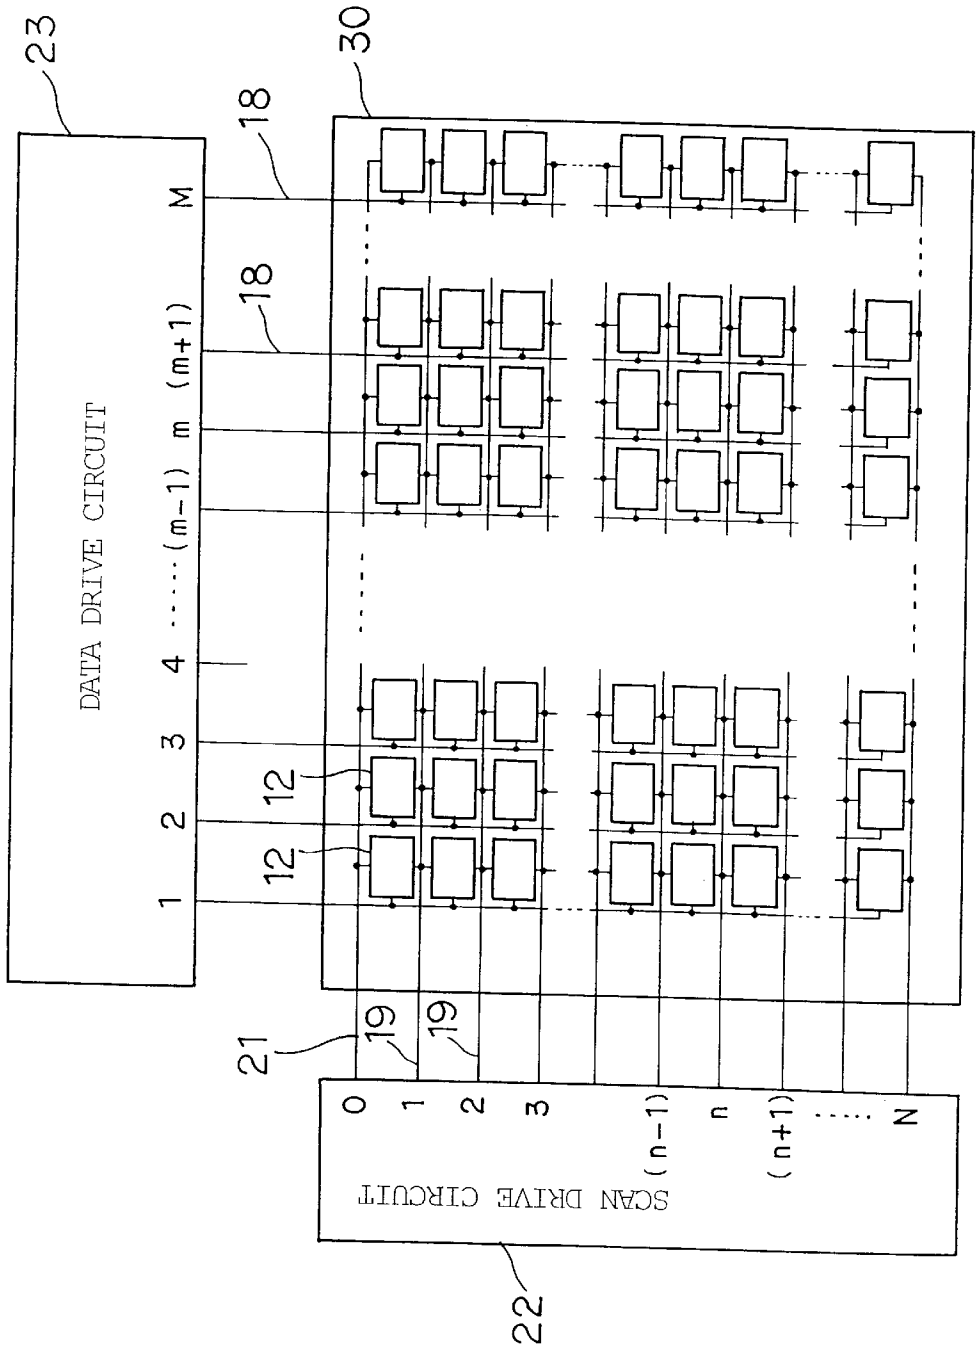 23
DATA DRIVE CIRCUIT
1 2 3 4 ·····(m-1) m (m+1) M
18
18
30
12
12
21
19
19
0
1
2
3
(n-1)
n
(n+1)
·····
N
SCAN DRIVE CIRCUIT
22